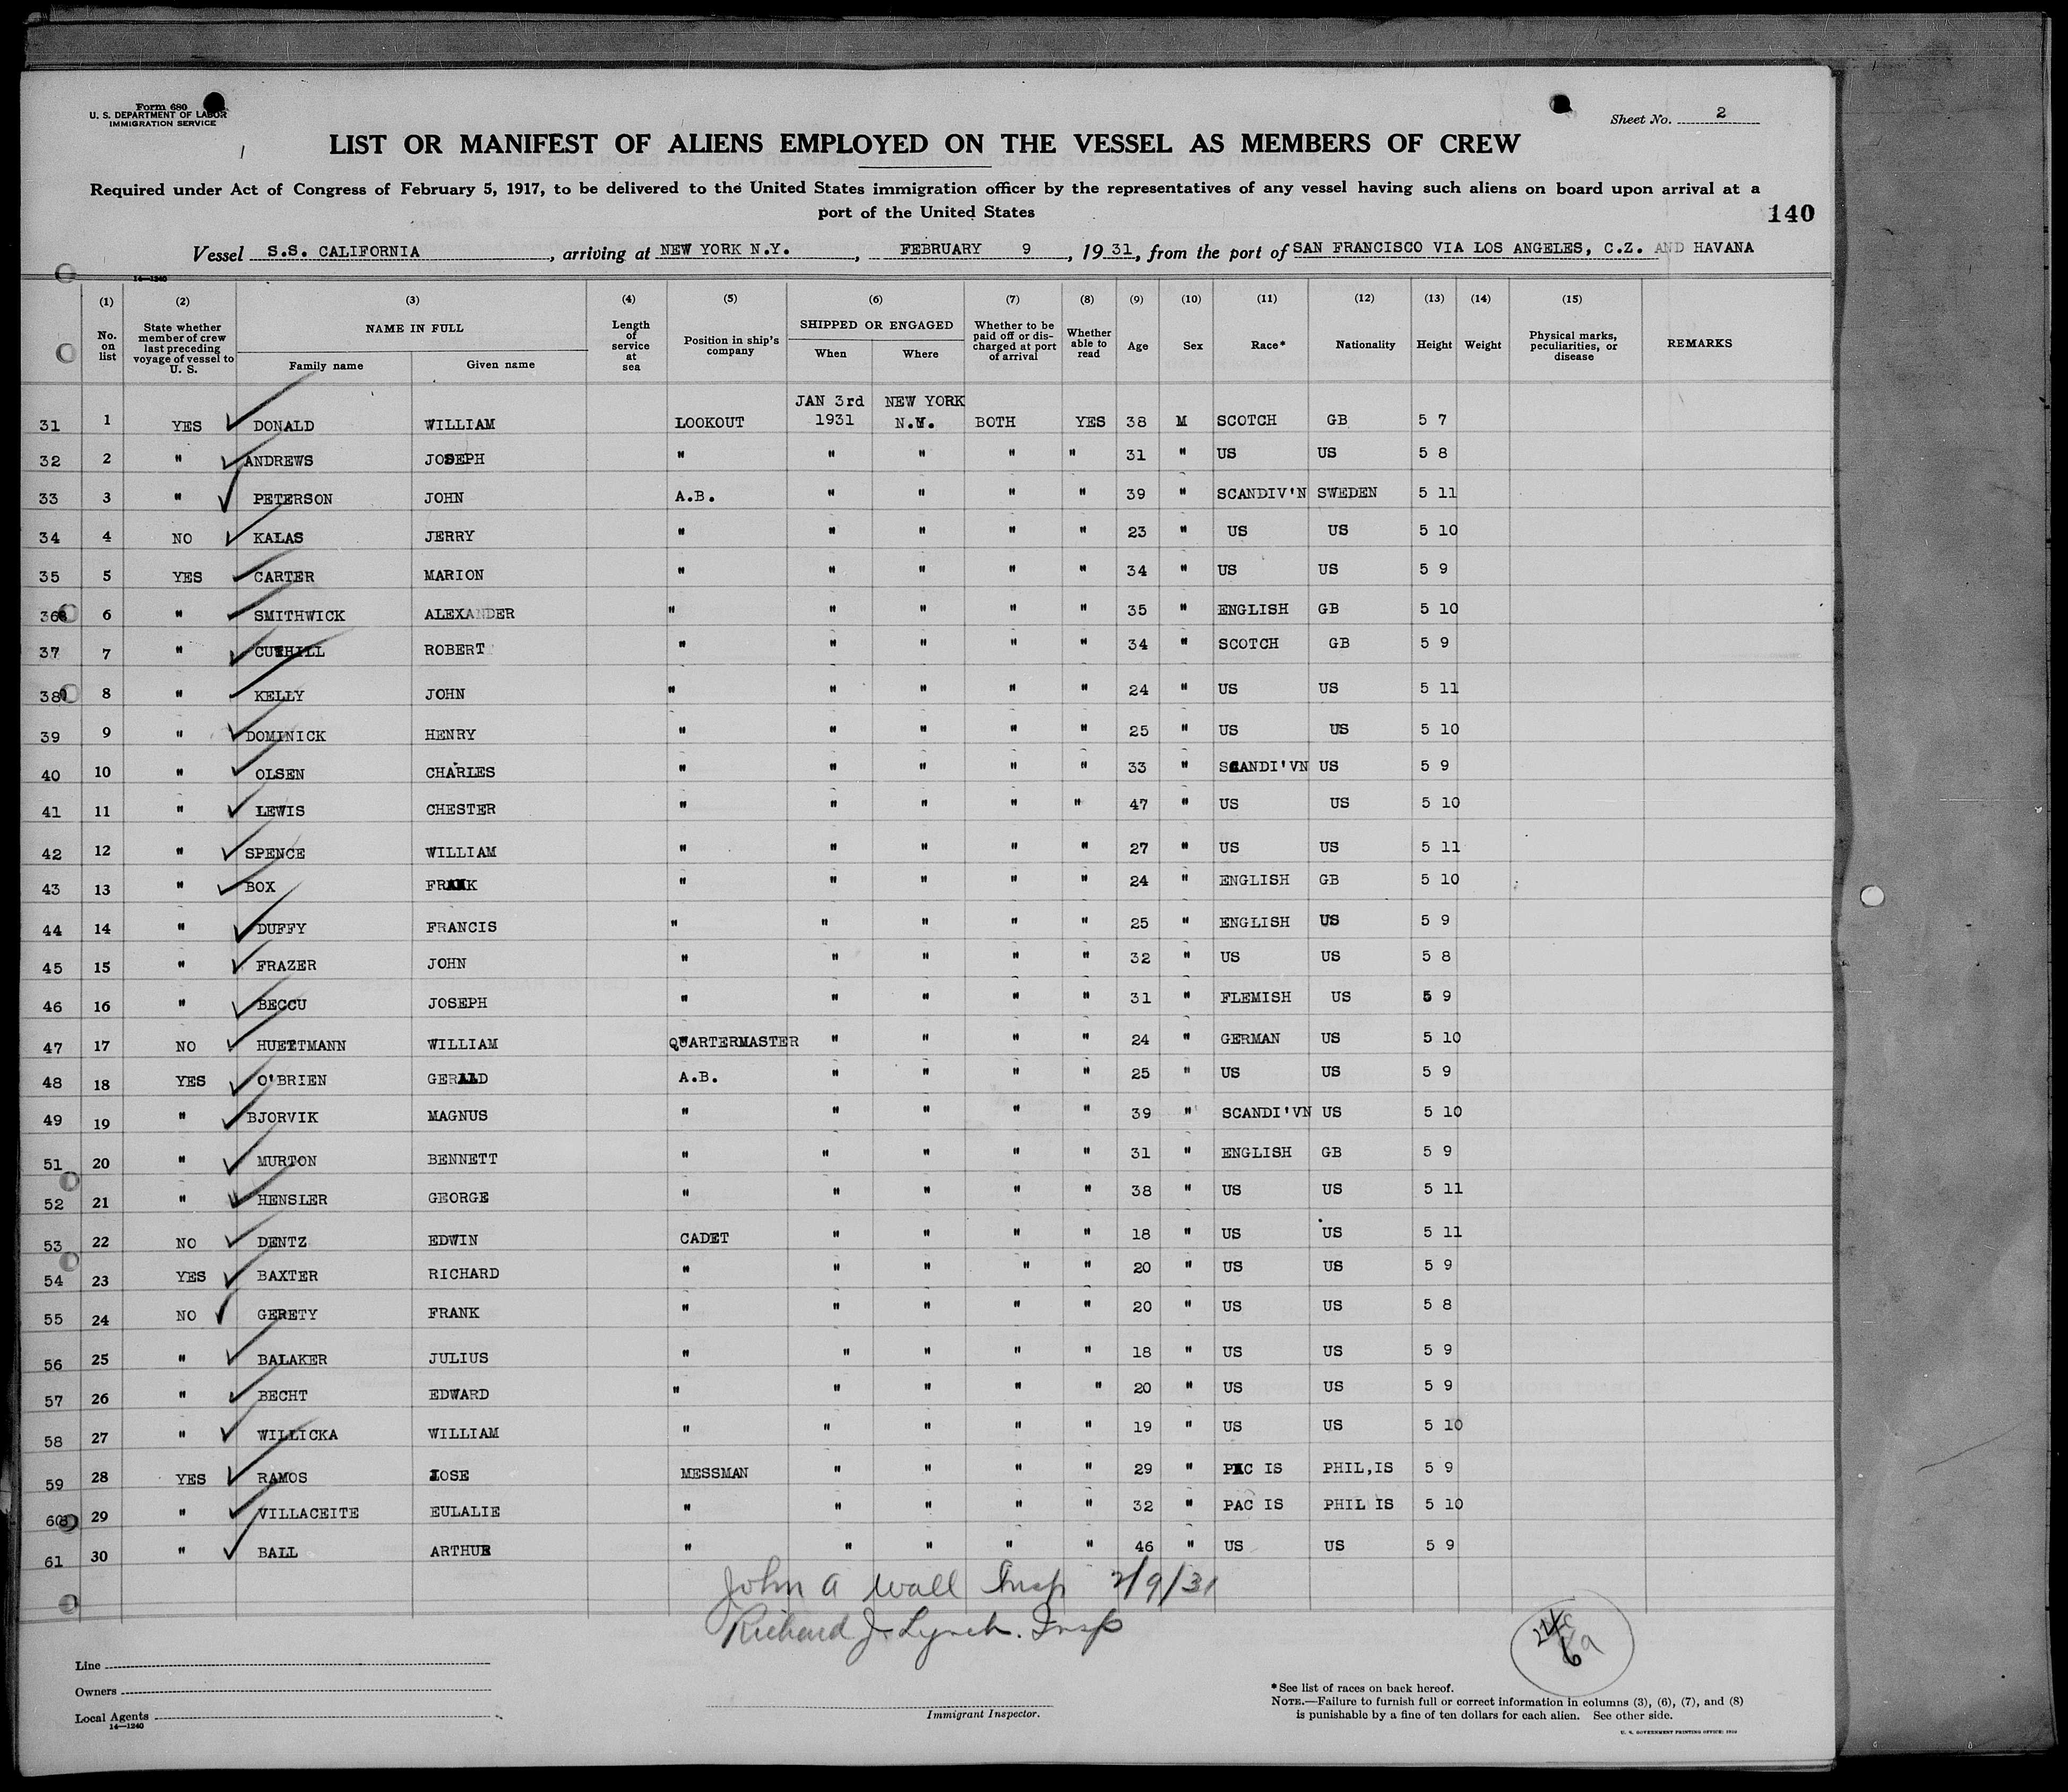 Form 680
U. S. DEPARTMENT OF LABOR
IMMIGRATION SERVICE
Sheet No. 2
LIST OR MANIFEST OF ALIENS EMPLOYED ON THE VESSEL AS MEMBERS OF CREW
Required under Act of Congress of February 5, 1917, to be delivered to the United States immigration officer by the representatives of any vessel having such aliens on board upon arrival at a
port of the United States
140
Vessel S.S. CALIFORNIA, arriving at NEW YORK N.Y., FEBRUARY 9, 1931, from the port of SAN FRANCISCO VIA LOS ANGELES, C.Z. AND HAVANA
14—1240
(1) (2) (3) (4) (5) (6) (7) (8) (9) (10) (11) (12) (13) (14) (15)
No. on list State whether member of crew last preceding voyage of vessel to U. S. NAME IN FULL Family name Given name Length of service at sea Position in ship's company SHIPPED OR ENGAGED When Where Whether to be paid off or discharged at port of arrival Whether able to read Age Sex Race* Nationality Height Weight Physical marks, peculiarities, or disease REMARKS
31 1 YES DONALD WILLIAM LOOKOUT JAN 3rd 1931 NEW YORK N.Y. BOTH YES 38 M SCOTCH GB 5 7
32 2 " ANDREWS JOSEPH " " " " " 31 " US US 5 8
33 3 " PETERSON JOHN A.B. " " " " 39 " SCANDIV'N SWEDEN 5 11
34 4 NO KALAS JERRY " " " " " 23 " US US 5 10
35 5 YES CARTER MARION " " " " " 34 " US US 5 9
36 6 " SMITHWICK ALEXANDER " " " " " 35 " ENGLISH GB 5 10
37 7 " CUTHILL ROBERT " " " " " 34 " SCOTCH GB 5 9
38 8 " KELLY JOHN " " " " " 24 " US US 5 11
39 9 " DOMINICK HENRY " " " " " 25 " US US 5 10
40 10 " OLSEN CHARLES " " " " " 33 " SCANDI'VN US 5 9
41 11 " LEWIS CHESTER " " " " " 47 " US US 5 10
42 12 " SPENCE WILLIAM " " " " " 27 " US US 5 11
43 13 " BOX FRANK " " " " " 24 " ENGLISH GB 5 10
44 14 " DUFFY FRANCIS " " " " " 25 " ENGLISH US 5 9
45 15 " FRAZER JOHN " " " " " 32 " US US 5 8
46 16 " BECCU JOSEPH " " " " " 31 " FLEMISH US 5 9
47 17 NO HUETTMANN WILLIAM QUARTERMASTER " " " " 24 " GERMAN US 5 10
48 18 YES O'BRIEN GERALD A.B. " " " " 25 " US US 5 9
49 19 " BJORVIK MAGNUS " " " " " 39 " SCANDI'VN US 5 10
51 20 " MURTON BENNETT " " " " " 31 " ENGLISH GB 5 9
52 21 " HENSLER GEORGE " " " " " 38 " US US 5 11
53 22 NO DENTZ EDWIN CADET " " " " 18 " US US 5 11
54 23 YES BAXTER RICHARD " " " " " 20 " US US 5 9
55 24 NO GERETY FRANK " " " " " 20 " US US 5 8
56 25 " BALAKER JULIUS " " " " " 18 " US US 5 9
57 26 " BECHT EDWARD " " " " " 20 " US US 5 9
58 27 " WILLICKA WILLIAM " " " " " 19 " US US 5 10
59 28 YES RAMOS JOSE MESSMAN " " " " 29 " PAC IS PHIL,IS 5 9
60 29 " VILLACEITE EULALIE " " " " " 32 " PAC IS PHIL IS 5 10
61 30 " BALL ARTHUR " " " " " 46 " US US 5 9
John A Wall Insp 2/9/31
Richard J. Lynch. Insp
Line
Owners
Local Agents
14—1240
Immigrant Inspector.
* See list of races on back hereof.
NOTE.—Failure to furnish full or correct information in columns (3), (6), (7), and (8)
is punishable by a fine of ten dollars for each alien. See other side.